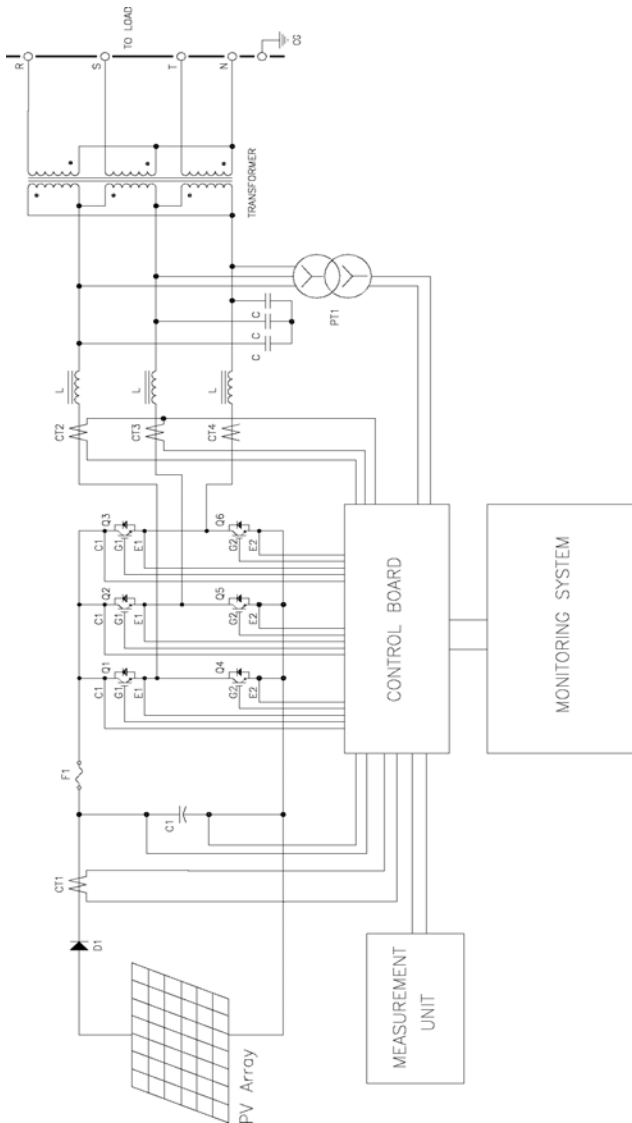 PV Array
D1
CT1
C1
F1
C1
Q1
G1
E1
Q4
G2
E2
C1
Q2
G1
E1
Q5
G2
E2
C1
Q3
G1
E1
Q6
G2
E2
CT2
CT3
CT4
L
L
L
C
C
C
PT1
TRANSFORMER
R
S
T
N
TO LOAD
CG
MEASUREMENT
UNIT
CONTROL BOARD
MONITORING SYSTEM